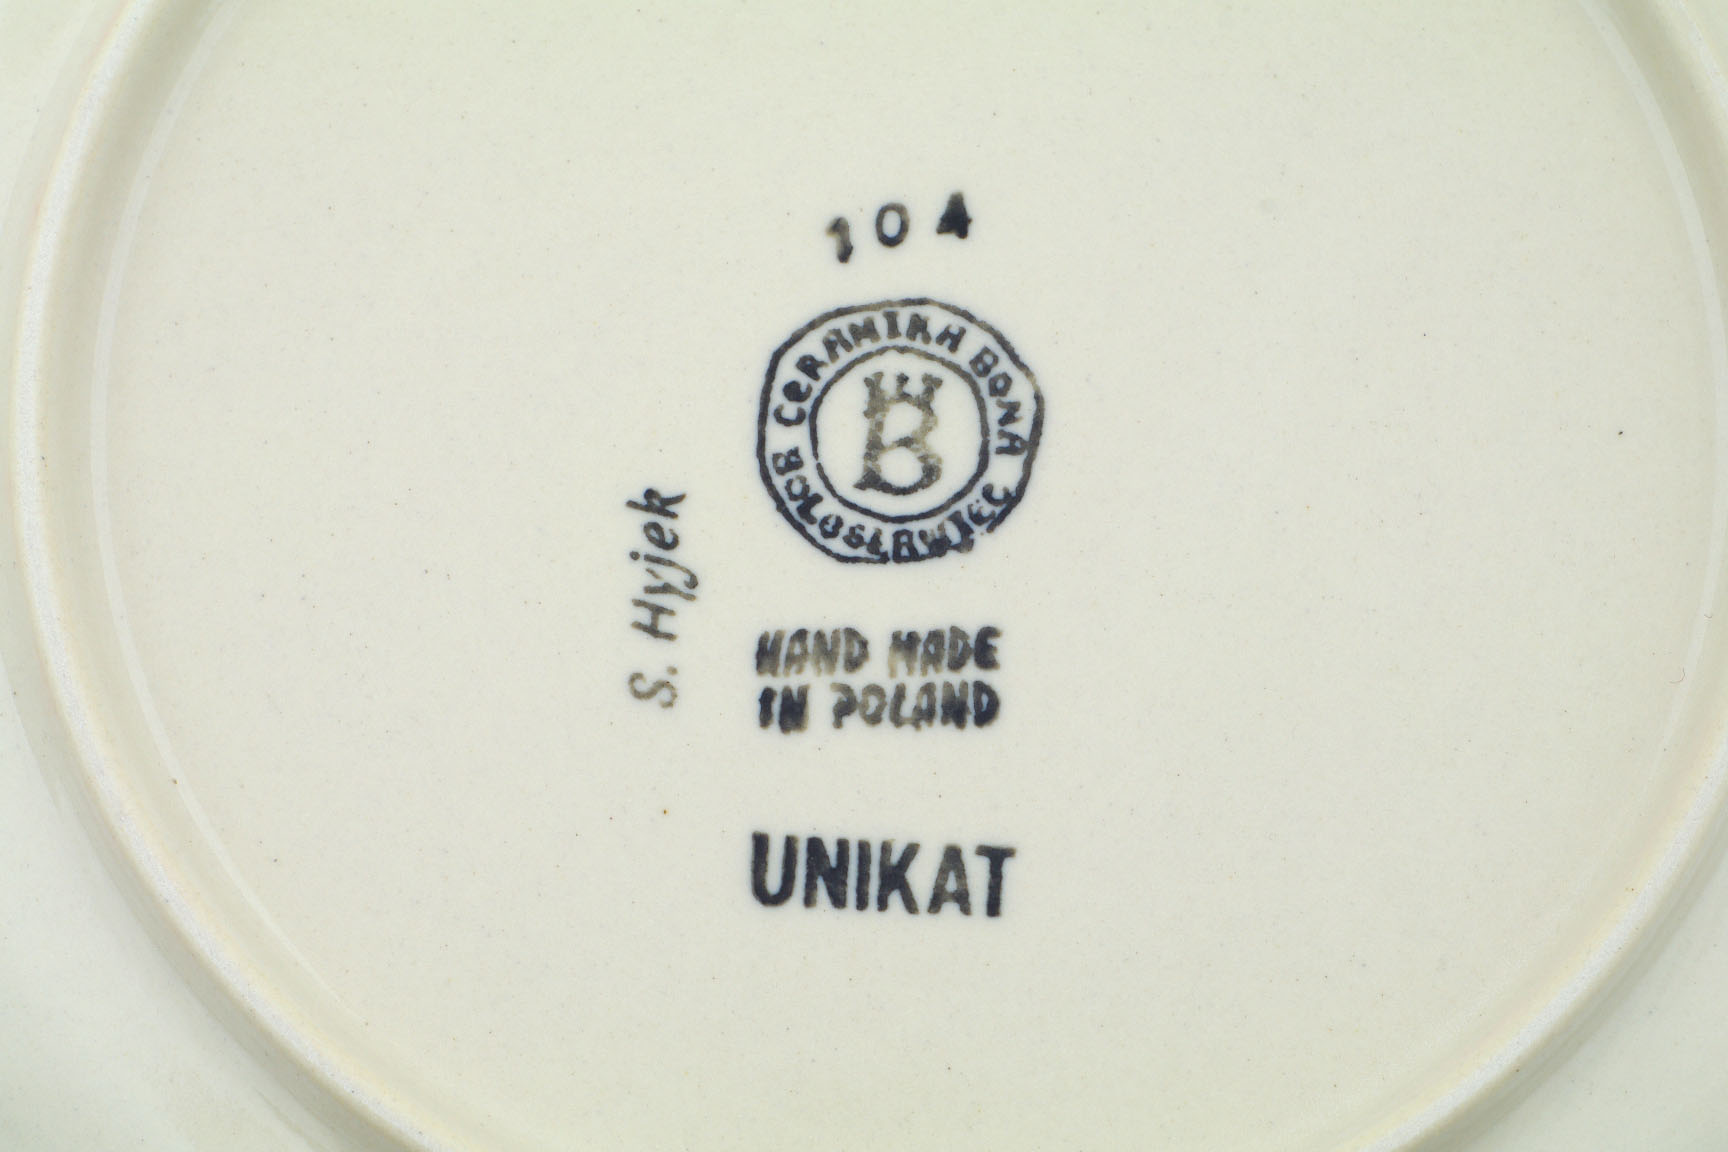 104
CERAMIKA BONA
BOLESŁAWIEC
B
S. Hyjek
HAND MADE
IN POLAND
UNIKAT